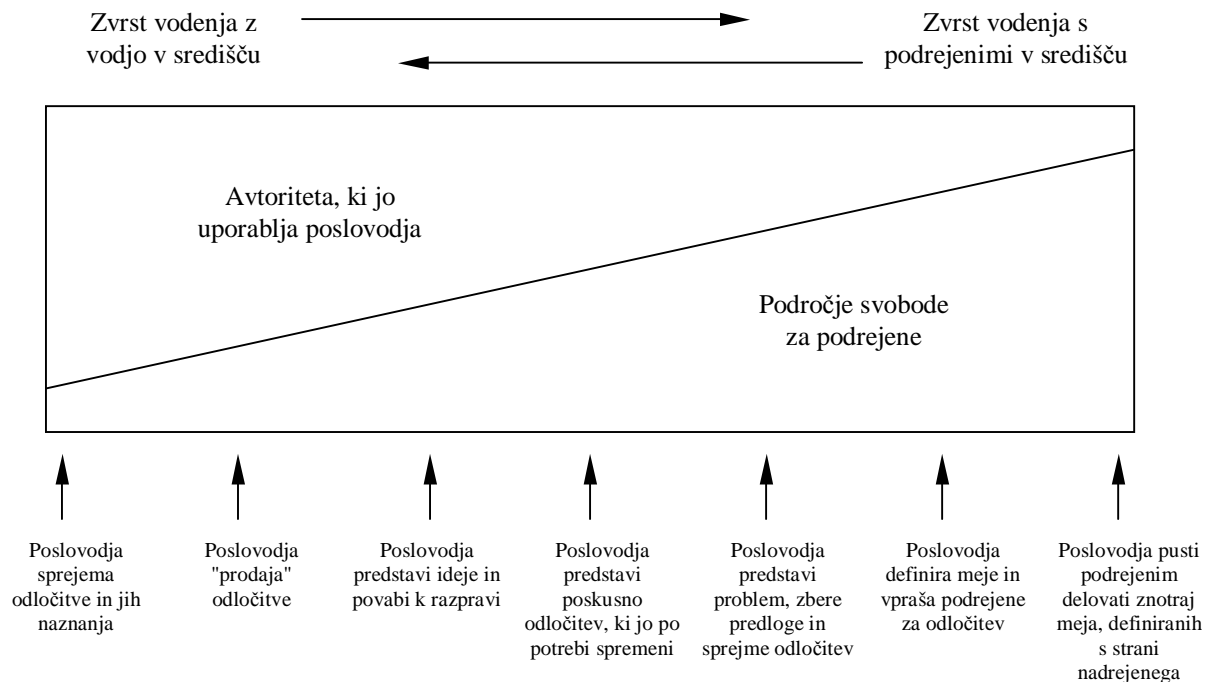 Zvrst vodenja z
vodjo v središču
Zvrst vodenja s
podrejenimi v središču
Avtoriteta, ki jo
uporablja poslovodja
Področje svobode
za podrejene
Poslovodja
sprejema
odločitve in jih
naznanja
Poslovodja
"prodaja"
odločitve
Poslovodja
predstavi ideje in
povabi k razpravi
Poslovodja
predstavi
poskusno
odločitev, ki jo po
potrebi spremeni
Poslovodja
predstavi
problem, zbere
predloge in
sprejme odločitev
Poslovodja
definira meje in
vpraša podrejene
za odločitev
Poslovodja pusti
podrejenim
delovati znotraj
meja, definiranih
s strani
nadrejenega